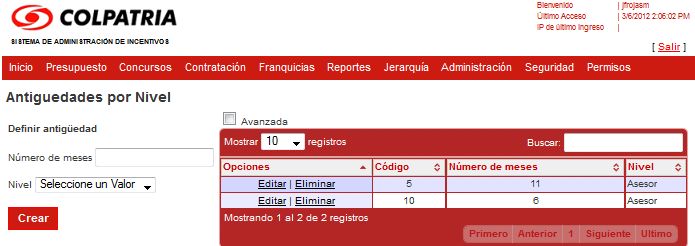 COLPATRIA
SISTEMA DE ADMINISTRACIÓN DE INCENTIVOS
Bienvenido | jfrojasm
Último Acceso | 3/6/2012 2:06:02 PM
IP de último Ingreso |
[ Salir ]
Inicio Presupuesto Concursos Contratación Franquicias Reportes Jerarquía Administración Seguridad Permisos
Antiguedades por Nivel
Definir antigüedad
Número de meses
Nivel Seleccione un Valor
Crear
Avanzada
Mostrar 10 registros Buscar:
Opciones Código Número de meses Nivel
Editar | Eliminar 5 11 Asesor
Editar | Eliminar 10 6 Asesor
Mostrando 1 al 2 de 2 registros
Primero Anterior 1 Siguiente Ultimo